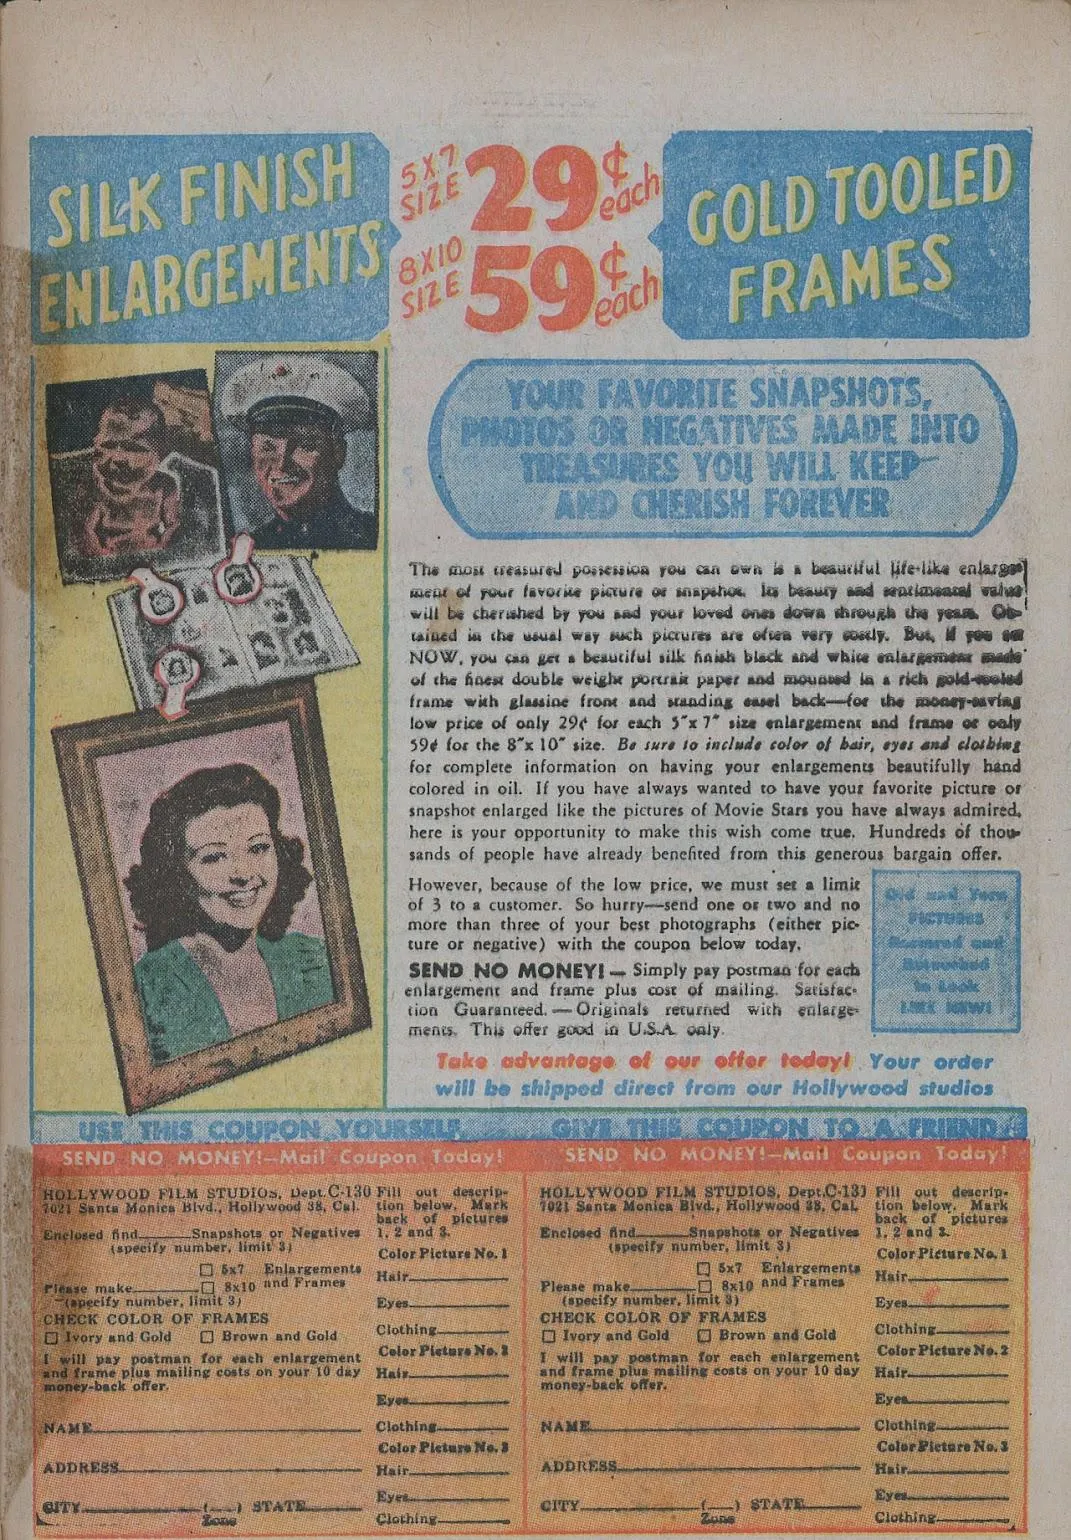 SILK FINISH
ENLARGEMENTS
5X7
SIZE
29¢
each
8X10
SIZE
59¢
each
GOLD TOOLED
FRAMES
YOUR FAVORITE SNAPSHOTS,
PHOTOS OR NEGATIVES MADE INTO
TREASURES YOU WILL KEEP
AND CHERISH FOREVER
The most treasured possession you can own is a beautiful life-like enlarge-
ment of your favorite picture or snapshot. Its beauty and sentimental value
will be cherished by you and your loved ones down through the years. Ob-
tained in the usual way such pictures are often very costly. But, if you act
NOW, you can get a beautiful silk finish black and white enlargement made
of the finest double weight portrait paper and mounted in a rich gold-tooled
frame with glassine front and standing easel back—for the money-saving
low price of only 29¢ for each 5"x 7" size enlargement and frame or only
59¢ for the 8"x 10" size. Be sure to include color of hair, eyes and clothing
for complete information on having your enlargements beautifully hand
colored in oil. If you have always wanted to have your favorite picture or
snapshot enlarged like the pictures of Movie Stars you have always admired,
here is your opportunity to make this wish come true. Hundreds of thou-
sands of people have already benefited from this generous bargain offer.
However, because of the low price, we must set a limit
of 3 to a customer. So hurry—send one or two and no
more than three of your best photographs (either pic-
ture or negative) with the coupon below today.
SEND NO MONEY! — Simply pay postman for each
enlargement and frame plus cost of mailing. Satisfac-
tion Guaranteed. — Originals returned with enlarge-
ments. This offer good in U.S.A. only.
Old and Torn
PICTURES
Restored and
Retouched
to Look
LIKE NEW!
Take advantage of our offer today! Your order
will be shipped direct from our Hollywood studios
USE THIS COUPON YOURSELF
GIVE THIS COUPON TO A FRIEND
SEND NO MONEY!—Mail Coupon Today!
HOLLYWOOD FILM STUDIOS, Dept.C-130
7021 Santa Monica Blvd., Hollywood 38, Cal.
Enclosed find______Snapshots or Negatives
(specify number, limit 3)
☐ 5x7 Enlargements
Please make______☐ 8x10 and Frames
(specify number, limit 3)
CHECK COLOR OF FRAMES
☐ Ivory and Gold ☐ Brown and Gold
I will pay postman for each enlargement
and frame plus mailing costs on your 10 day
money-back offer.
NAME
ADDRESS
CITY______(___) STATE______
Zone
Fill out descrip-
tion below. Mark
back of pictures
1, 2 and 3.
Color Picture No. 1
Hair
Eyes
Clothing
Color Picture No. 2
Hair
Eyes
Clothing
Color Picture No. 3
Hair
Eyes
Clothing
SEND NO MONEY!—Mail Coupon Today!
HOLLYWOOD FILM STUDIOS, Dept.C-131
7021 Santa Monica Blvd., Hollywood 38, Cal.
Enclosed find______Snapshots or Negatives
(specify number, limit 3)
☐ 5x7 Enlargements
Please make______☐ 8x10 and Frames
(specify number, limit 3)
CHECK COLOR OF FRAMES
☐ Ivory and Gold ☐ Brown and Gold
I will pay postman for each enlargement
and frame plus mailing costs on your 10 day
money-back offer.
NAME
ADDRESS
CITY______(___) STATE______
Zone
Fill out descrip-
tion below. Mark
back of pictures
1, 2 and 3.
Color Picture No. 1
Hair
Eyes
Clothing
Color Picture No. 2
Hair
Eyes
Clothing
Color Picture No. 3
Hair
Eyes
Clothing